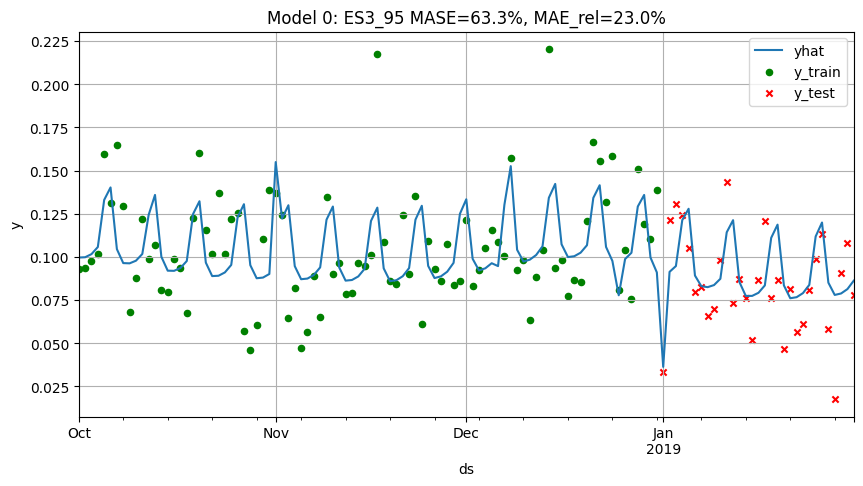 Model 0: ES3_95 MASE=63.3%, MAE_rel=23.0%
0.225
0.200
0.175
0.150
0.125
0.100
0.075
0.050
0.025
y
yhat
y_train
y_test
Oct
Nov
Dec
Jan
2019
ds